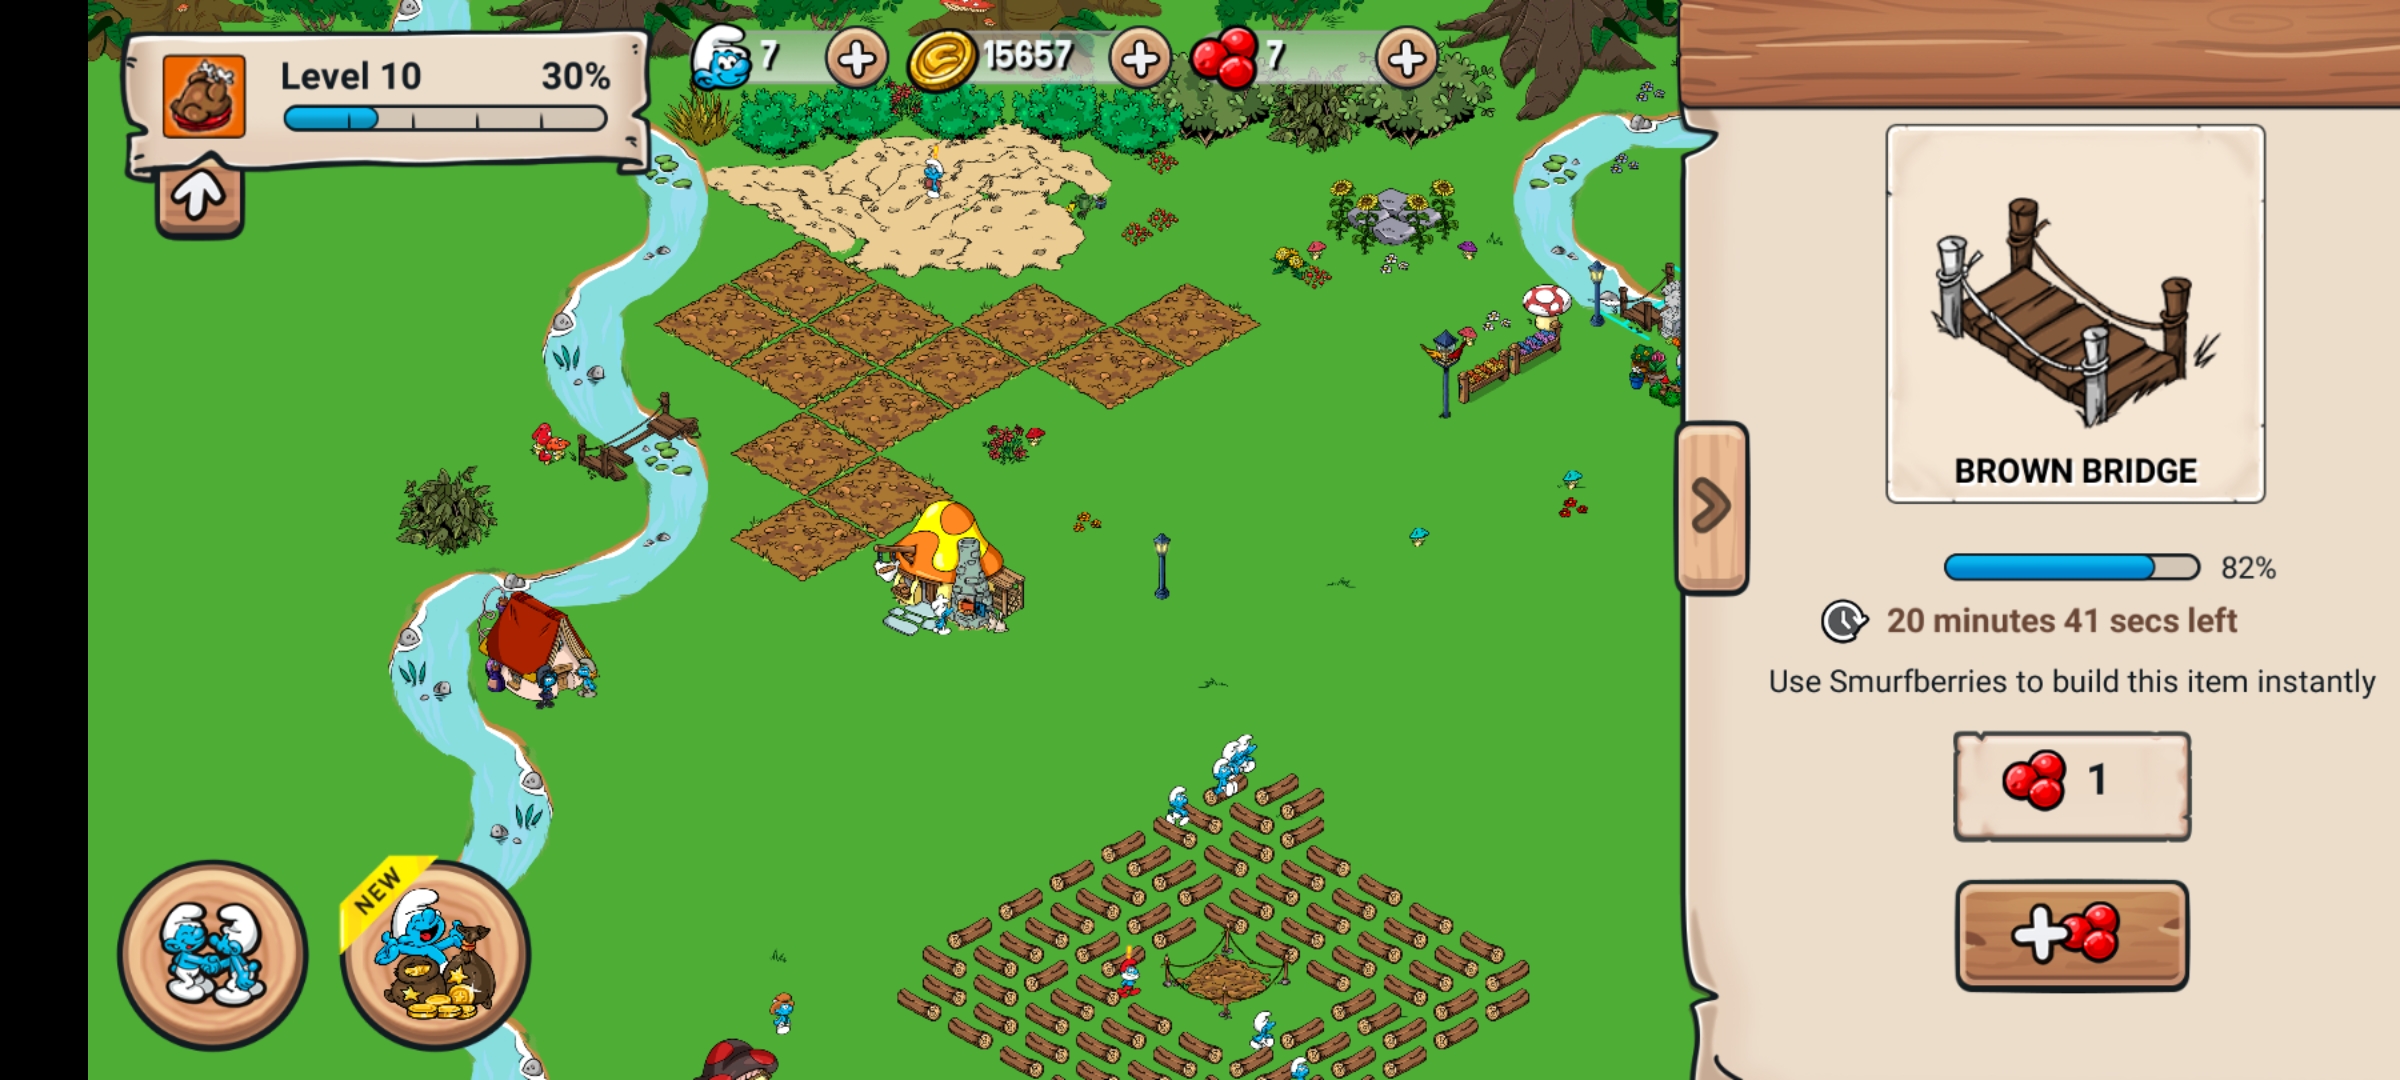 Level 10 30%
7
15657
7
BROWN BRIDGE
82%
20 minutes 41 secs left
Use Smurfberries to build this item instantly
1
NEW